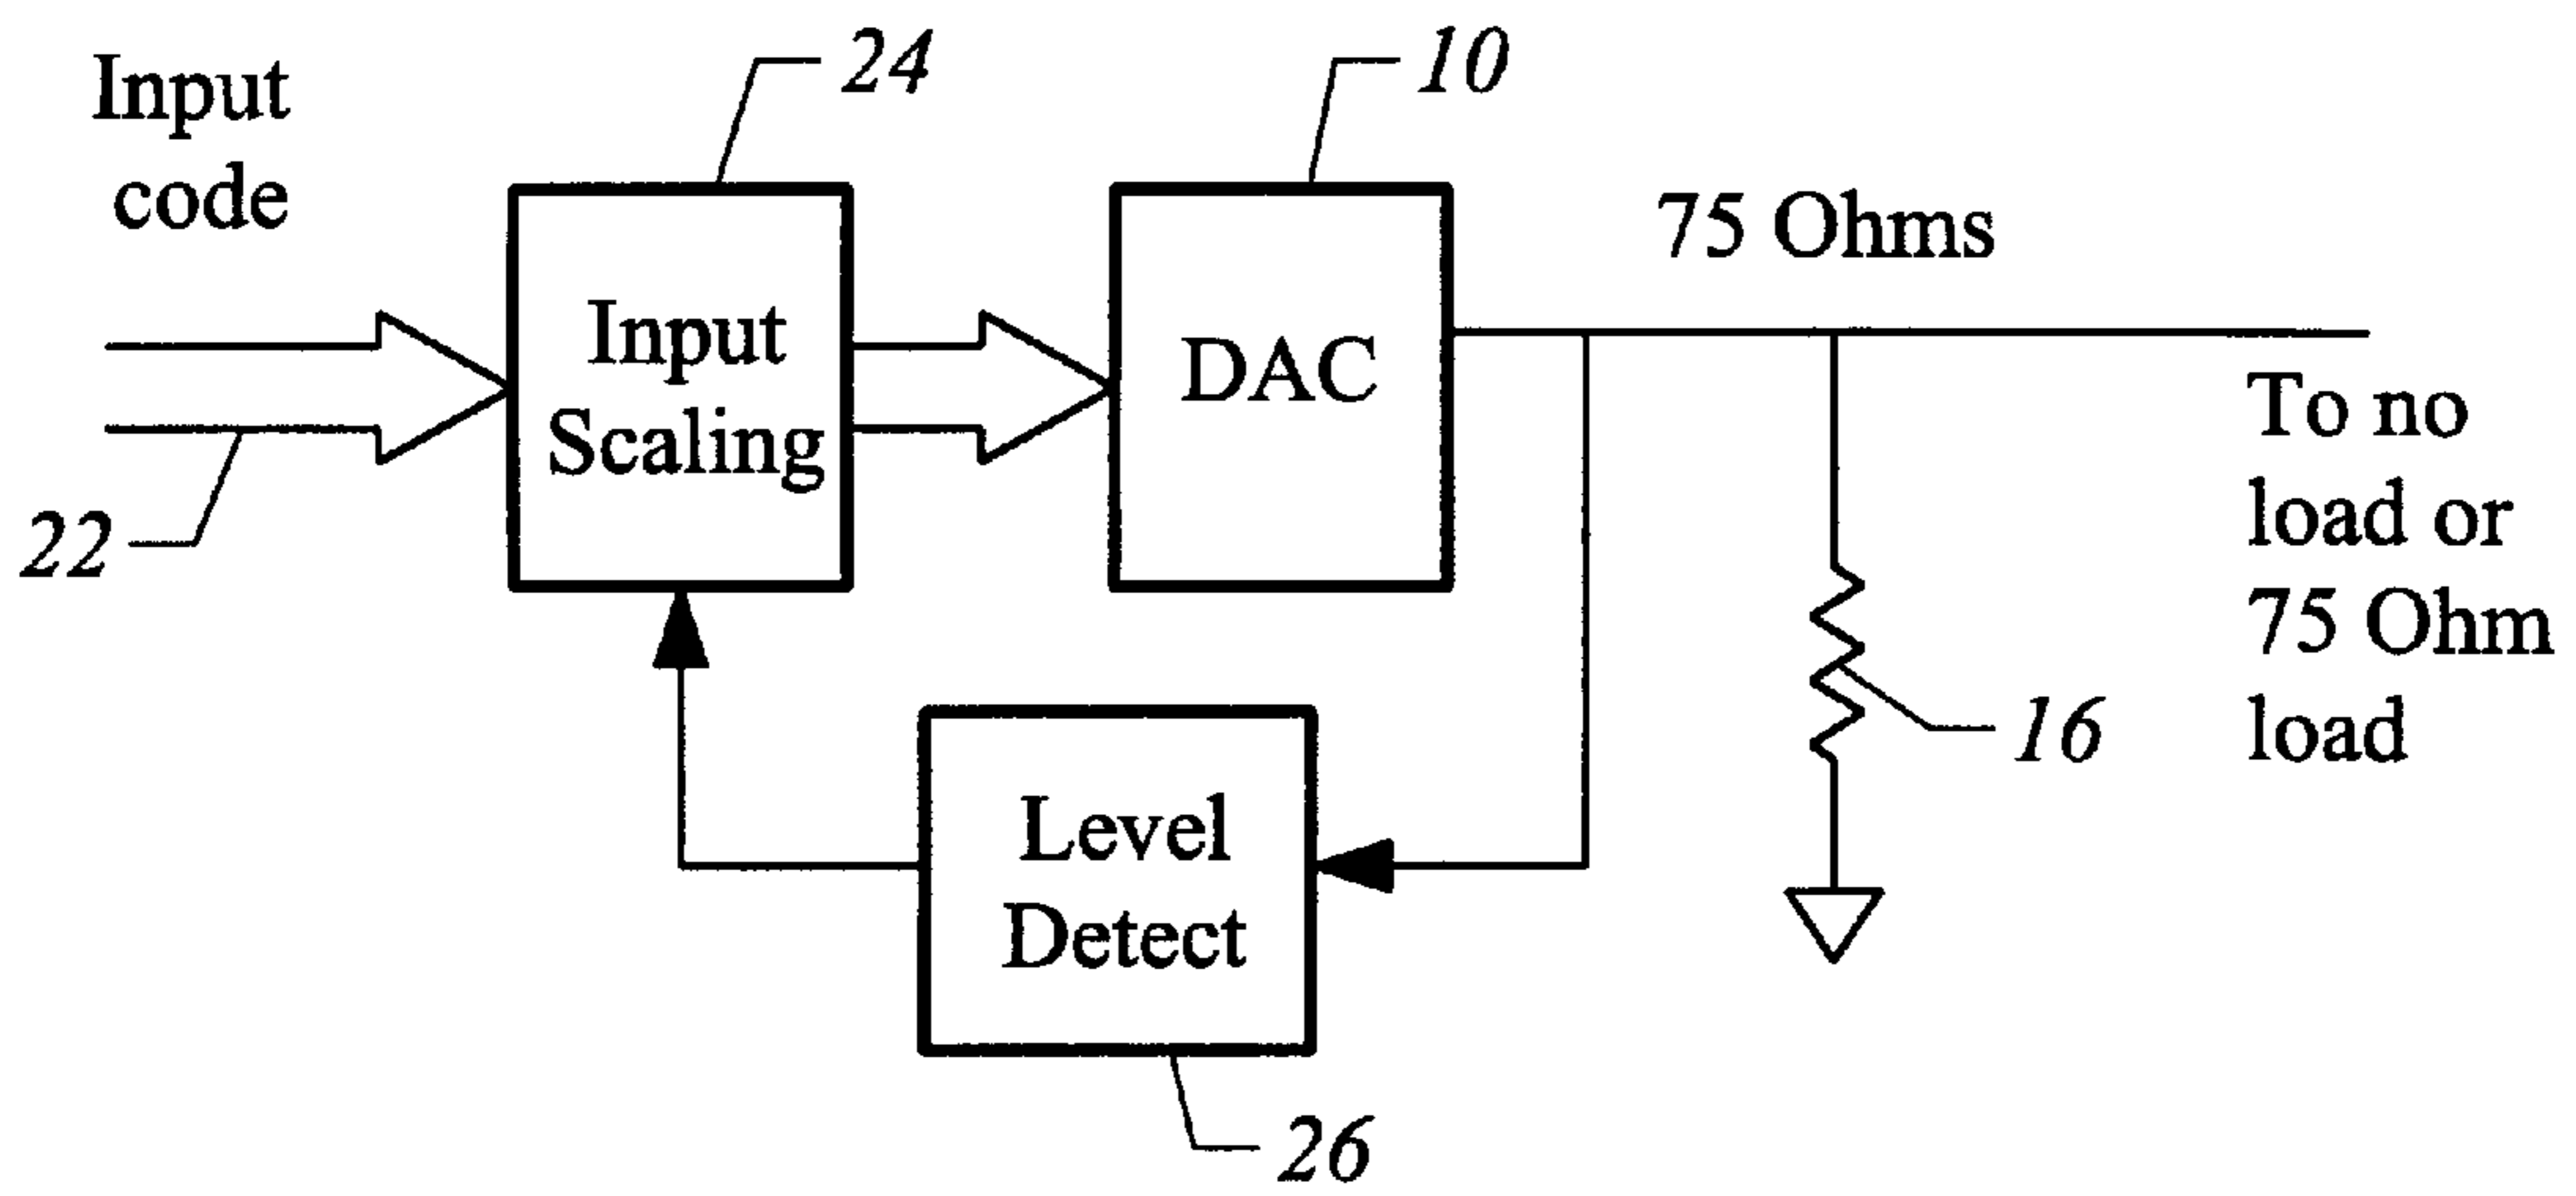 Input
code
24
10
75 Ohms
Input
Scaling
DAC
22
To no
load or
75 Ohm
load
16
Level
Detect
26